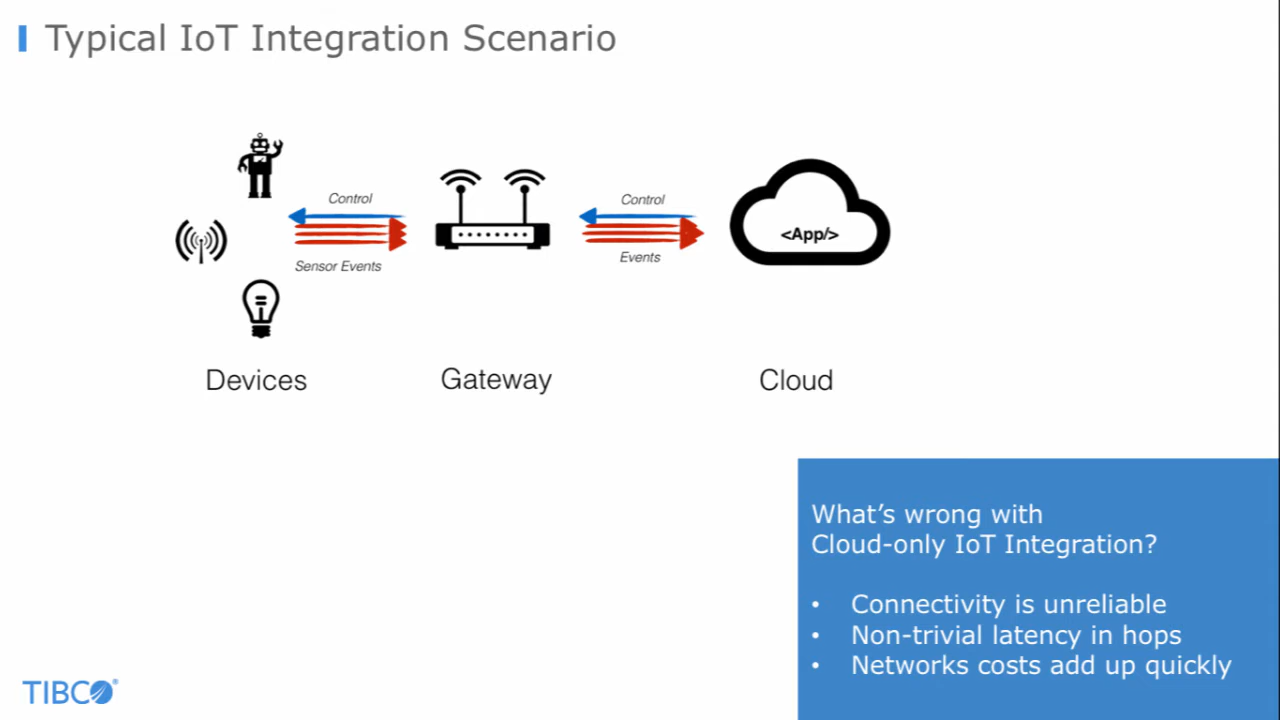 Typical IoT Integration Scenario
Control
Sensor Events
Control
Events
<App/>
Devices
Gateway
Cloud
What's wrong with
Cloud-only IoT Integration?
• Connectivity is unreliable
• Non-trivial latency in hops
• Networks costs add up quickly
TIBCO®